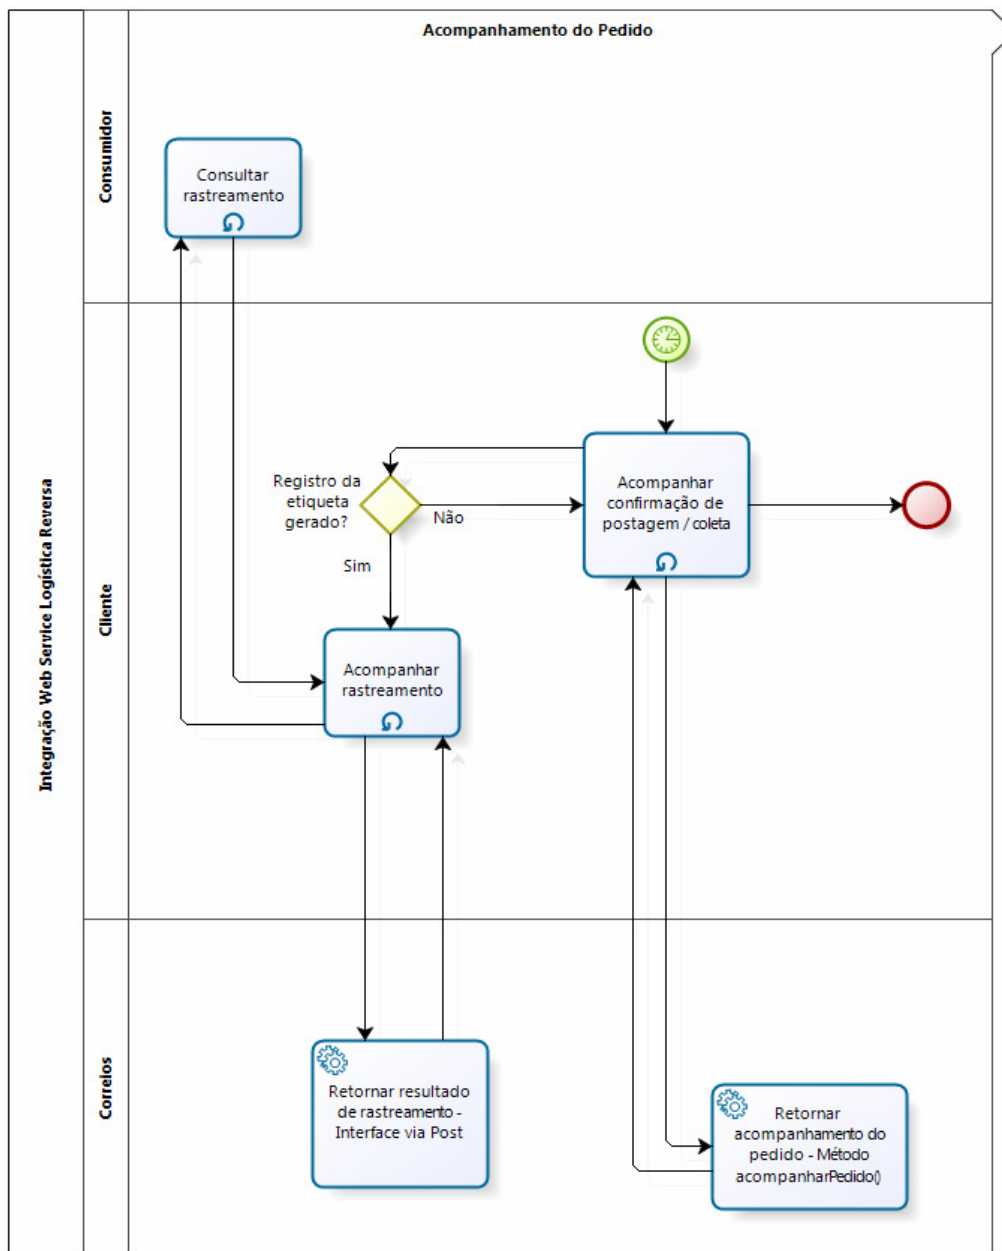 Acompanhamento do Pedido
Integração Web Service Logística Reversa
Consumidor
Consultar
rastreamento
Cliente
Registro da
etiqueta
gerado?
Não
Sim
Acompanhar
confirmação de
postagem / coleta
Acompanhar
rastreamento
Correios
Retornar resultado
de rastreamento -
Interface via Post
Retornar
acompanhamento do
pedido - Método
acompanharPedido()